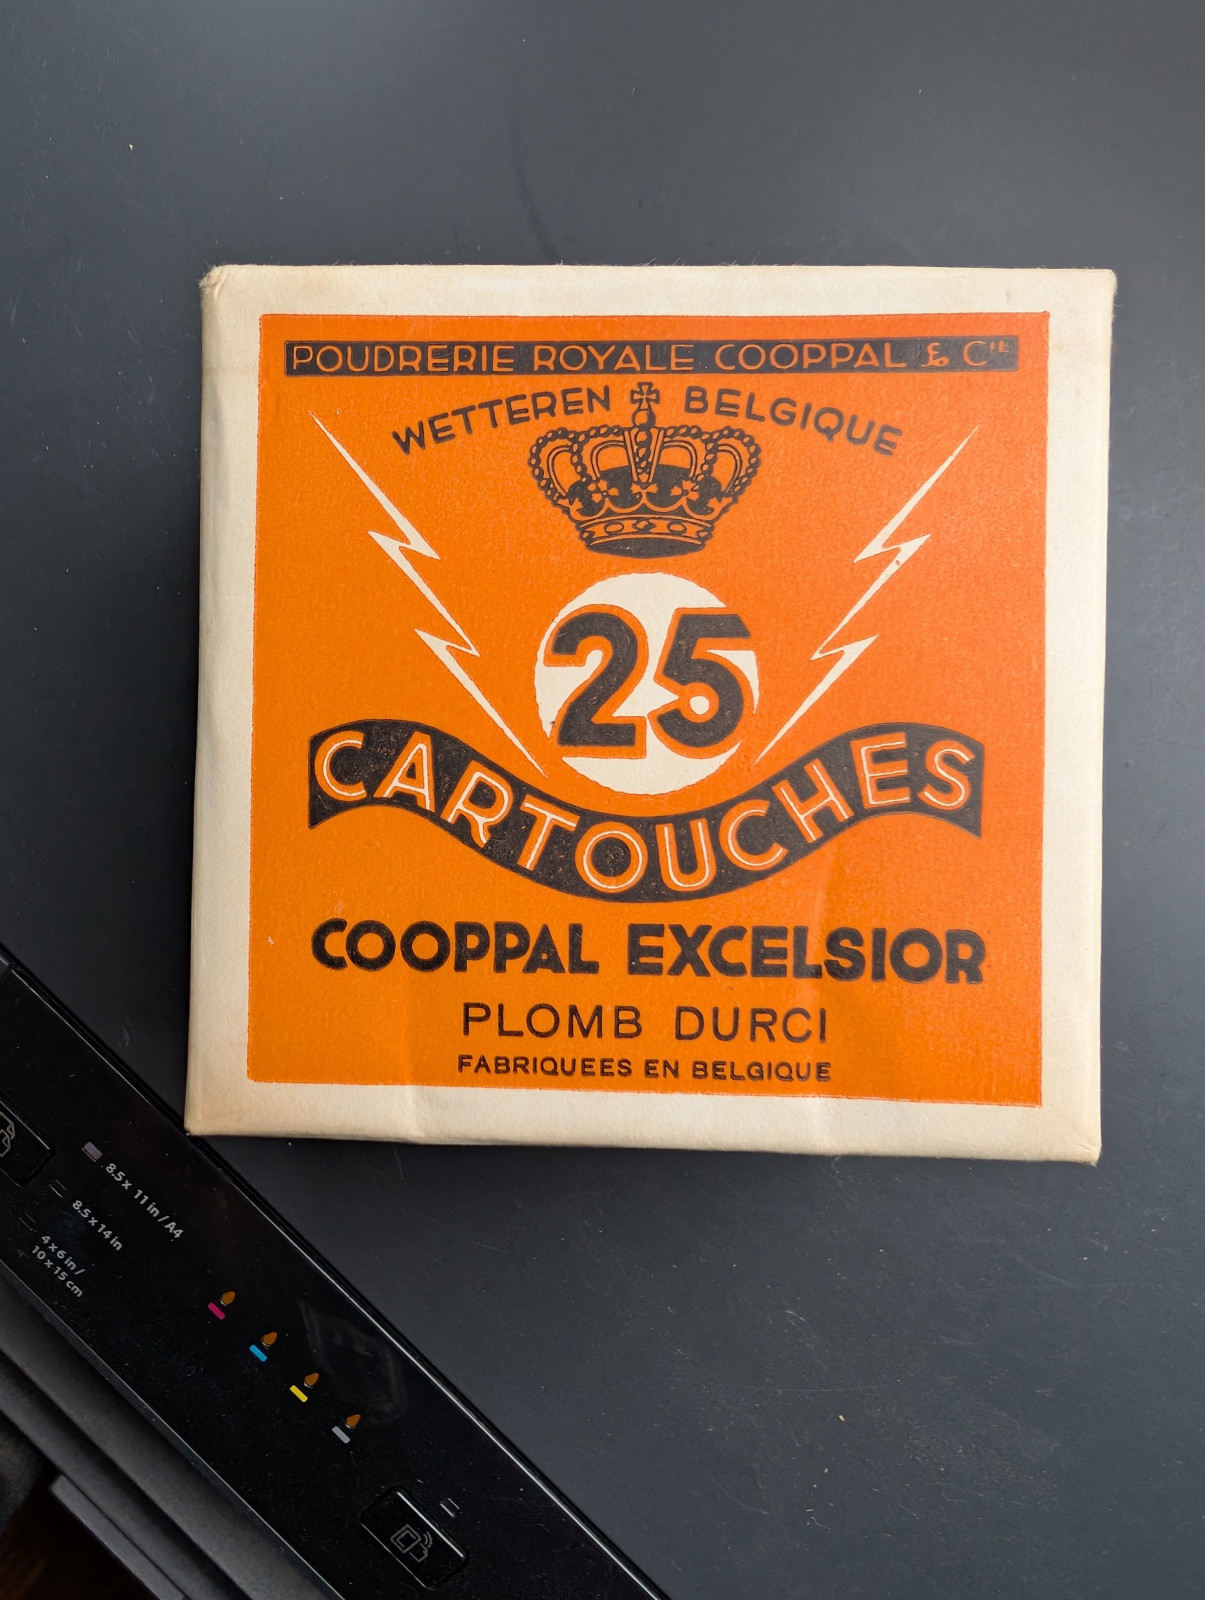 POUDRERIE ROYALE COOPPAL & CIE
WETTEREN BELGIQUE
25
CARTOUCHES
COOPPAL EXCELSIOR
PLOMB DURCI
FABRIQUEES EN BELGIQUE
8.5 x 11 in / A4
8.5 x 14 in
4 x 6 in /
10 x 15 cm